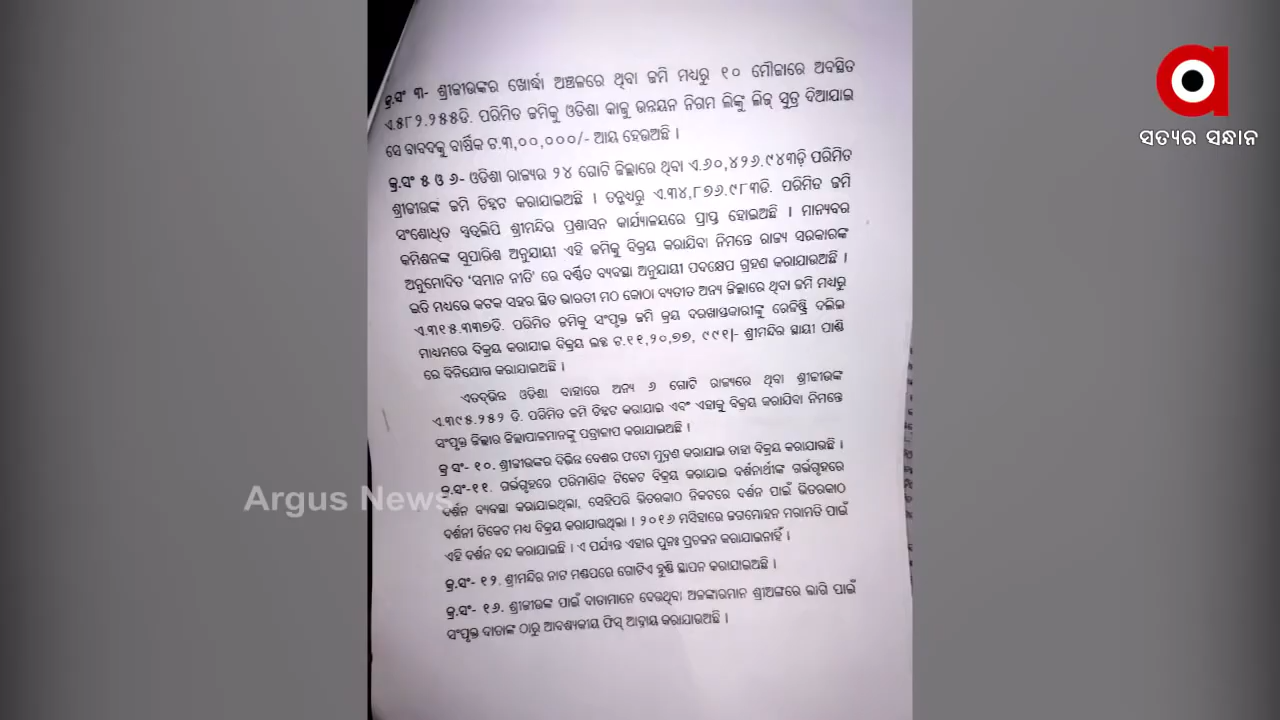 କ୍ର.ସଂ ୩- ଶ୍ରୀଜୀଉଙ୍କର ଖୋର୍ଦ୍ଧା ଅଞ୍ଚଳରେ ଥିବା ଜମି ମଧ୍ୟରୁ ୧୦ ମୌଜାରେ ଅବସ୍ଥିତ
ଏ.୫୮୨.୨୫୫ଡି. ପରିମିତ ଜମିକୁ ଓଡିଶା କାଜୁ ଉନ୍ନୟନ ନିଗମ ଲିଙ୍କୁ ଲିଜ୍ ସୁତ୍ର ଦିଆଯାଇ
ସେ ବାବଦକୁ ବାର୍ଷିକ ଟ.୩,୦୦,୦୦୦/- ଆୟ ହେଉଅଛି ।
କ୍ର.ସଂ ୫ ଓ ୬- ଓଡିଶା ରାଜ୍ୟର ୨୪ ଗୋଟି ଜିଲ୍ଲାରେ ଥିବା ଏ.୬୦,୪୨୬.୯୪୩ଡ଼ି ପରିମିତ
ଶ୍ରୀଜୀଉଙ୍କ ଜମି ଚିହ୍ନଟ କରାଯାଇଅଛି । ତନ୍ମଧ୍ୟରୁ ଏ.୩୪,୮୭୬.୯୮୩ଡି. ପରିମିତ ଜମି
ସଂଶୋଧିତ ସ୍ୱତ୍ୱଲିପି ଶ୍ରୀମନ୍ଦିର ପ୍ରଶାସନ କାର୍ଯ୍ୟାଳୟରେ ପ୍ରାପ୍ତ ହୋଇଅଛି । ମାନ୍ୟବର
କମିଶନଙ୍କ ସୁପାରିଶ ଅନୁଯାୟୀ ଏହି ଜମିକୁ ବିକ୍ରୟ କରାଯିବା ନିମନ୍ତେ ରାଜ୍ୟ ସରକାରଙ୍କ
ଅନୁମୋଦିତ ‘ସମାନ ନୀତି’ ରେ ବର୍ଣ୍ଣିତ ବ୍ୟବସ୍ଥା ଅନୁଯାୟୀ ପଦକ୍ଷେପ ଗ୍ରହଣ କରାଯାଉଅଛି ।
ଇତି ମଧ୍ୟରେ କଟକ ସହର ସ୍ଥିତ ଭାରତୀ ମଠ କୋଠା ବ୍ୟତୀତ ଅନ୍ୟ ଜିଲ୍ଲାରେ ଥିବା ଜମି ମଧ୍ୟରୁ
ଏ.୩୧୫.୩୩୭ଡି. ପରିମିତ ଜମିକୁ ସଂପୃକ୍ତ ଜମି କ୍ରୟ ଦରଖାସ୍ତକାରୀଙ୍କୁ ରେଜିଷ୍ଟ୍ରି ଦଲିଲ
ମାଧ୍ୟମରେ ବିକ୍ରୟ କରାଯାଇ ବିକ୍ରୟ ଲବ୍ଧ ଟ.୧୧,୨୦,୭୭, ୯୯୧|- ଶ୍ରୀମନ୍ଦିର ସ୍ଥାୟୀ ପାଣ୍ଠି
ରେ ବିନିଯୋଗ କରାଯାଇଅଛି ।
ଏତଦ୍‌ଭିନ୍ନ ଓଡିଶା ବାହାରେ ଅନ୍ୟ ୬ ଗୋଟି ରାଜ୍ୟରେ ଥିବା ଶ୍ରୀଜୀଉଙ୍କ
ଏ.୩୯୫.୨୫୨ ଡି. ପରିମିତ ଜମି ଚିହ୍ନଟ କରାଯାଇ ଏବଂ ଏହାକୁ ବିକ୍ରୟ କରାଯିବା ନିମନ୍ତେ
ସଂପୃକ୍ତ ଜିଲ୍ଲାର ଜିଲ୍ଲାପାଳମାନଙ୍କୁ ପତ୍ରାଳାପ କରାଯାଇଅଛି ।
କ୍ର ସଂ- ୧୦. ଶ୍ରୀଜୀଉଙ୍କର ବିଭିନ୍ନ ବେଶର ଫଟୋ ମୁଦ୍ରଣ କରାଯାଇ ତାହା ବିକ୍ରୟ କରାଯାଉଛି ।
କ୍ର.ସଂ-୧୧. ଗର୍ଭଗୃହରେ ପରିମାଣିକ ଟିକେଟ ବିକ୍ରୟ କରାଯାଇ ଦର୍ଶନାର୍ଥୀଙ୍କ ଗର୍ଭଗୃହରେ
ଦର୍ଶନ ବ୍ୟବସ୍ଥା କରାଯାଇଥିଲା, ସେହିପରି ଭିତରକାଠ ନିକଟରେ ଦର୍ଶନ ପାଇଁ ଭିତରକାଠ
ଦର୍ଶନୀ ଟିକେଟ ମଧ୍ୟ ବିକ୍ରୟ କରାଯାଉଥିଲା । ୨୦୧୬ ମସିହାରେ ଜଗମୋହନ ମରାମତି ପାଇଁ
ଏହି ଦର୍ଶନ ବନ୍ଦ କରାଯାଇଛି । ଏ ପର୍ଯ୍ୟନ୍ତ ଏହାର ପୁନଃ ପ୍ରଚଳନ କରାଯାଇନାହିଁ ।
କ୍ର.ସଂ- ୧୨. ଶ୍ରୀମନ୍ଦିର ନାଟ ମଣ୍ଡପରେ ଗୋଟିଏ ହୁଣ୍ଡି ସ୍ଥାପନ କରାଯାଇଅଛି ।
କ୍ର.ସଂ- ୧୬. ଶ୍ରୀଜୀଉଙ୍କ ପାଇଁ ଦାତାମାନେ ଦେଉଥିବା ଅଳଙ୍କାରମାନ ଶ୍ରୀଅଙ୍ଗରେ ଲାଗି ପାଇଁ
ସଂପୃକ୍ତ ଦାତାଙ୍କ ଠାରୁ ଆବଶ୍ୟକୀୟ ଫିସ୍ ଆଦାୟ କରାଯାଉଅଛି ।
Argus News
ସତ୍ୟର ସନ୍ଧାନ